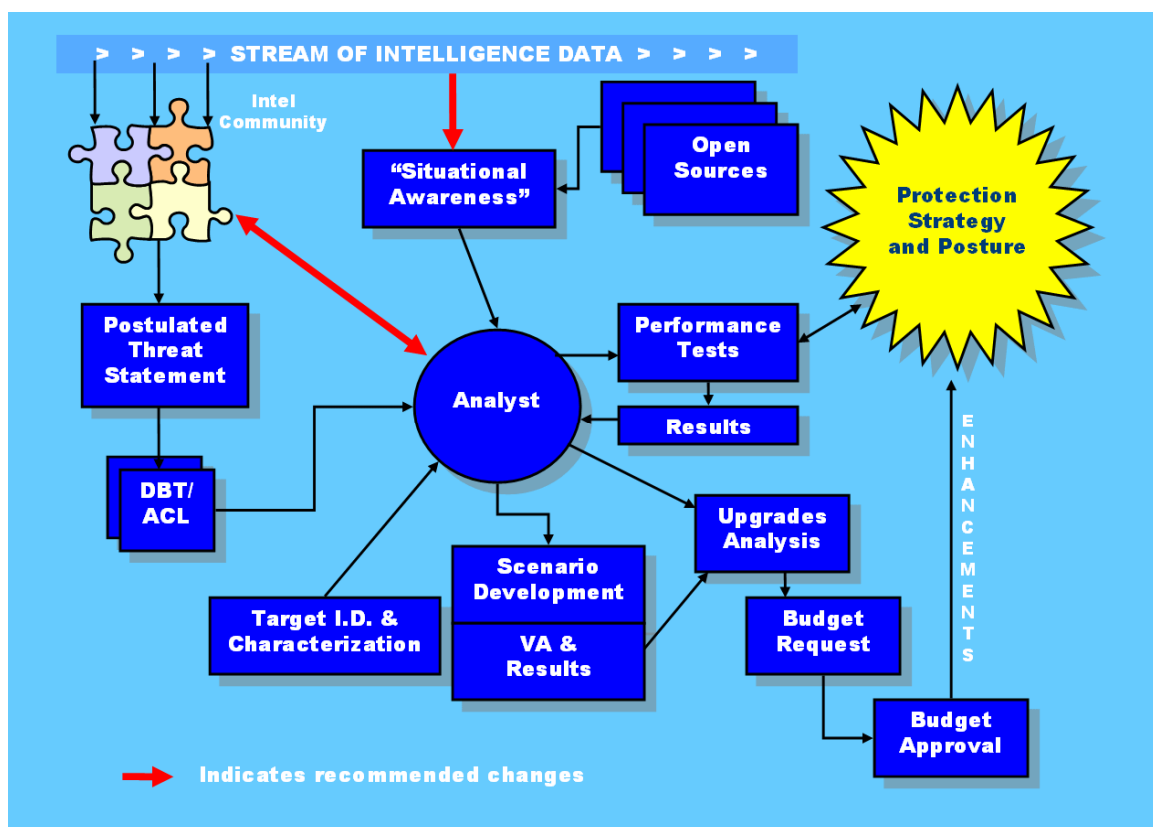 > > > > STREAM OF INTELLIGENCE DATA > > > >
Intel
Community
“Situational
Awareness”
Open
Sources
Protection
Strategy
and Posture
Postulated
Threat
Statement
Performance
Tests
Analyst
Results
DBT/
ACL
Upgrades
Analysis
Scenario
Development
Target I.D. &
Characterization
VA &
Results
Budget
Request
Budget
Approval
ENHANCEMENTS
Indicates recommended changes